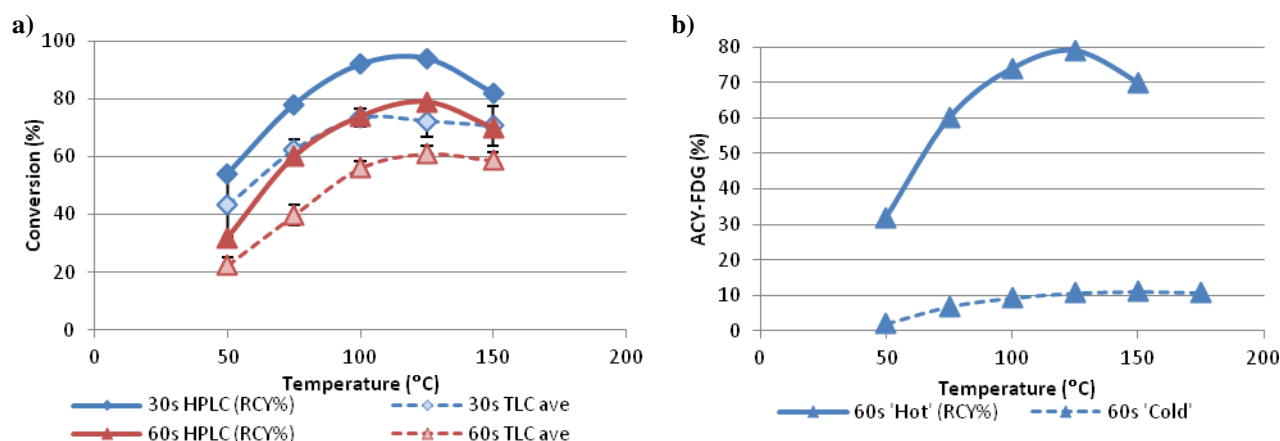 a)
Conversion (%)
100
80
60
40
20
0
0 50 100 150 200
Temperature (°C)
30s HPLC (RCY%) 30s TLC ave
60s HPLC (RCY%) 60s TLC ave
b)
ACY-FDG (%)
80
70
60
50
40
30
20
10
0
0 50 100 150 200
Temperature (°C)
60s 'Hot' (RCY%) 60s 'Cold'